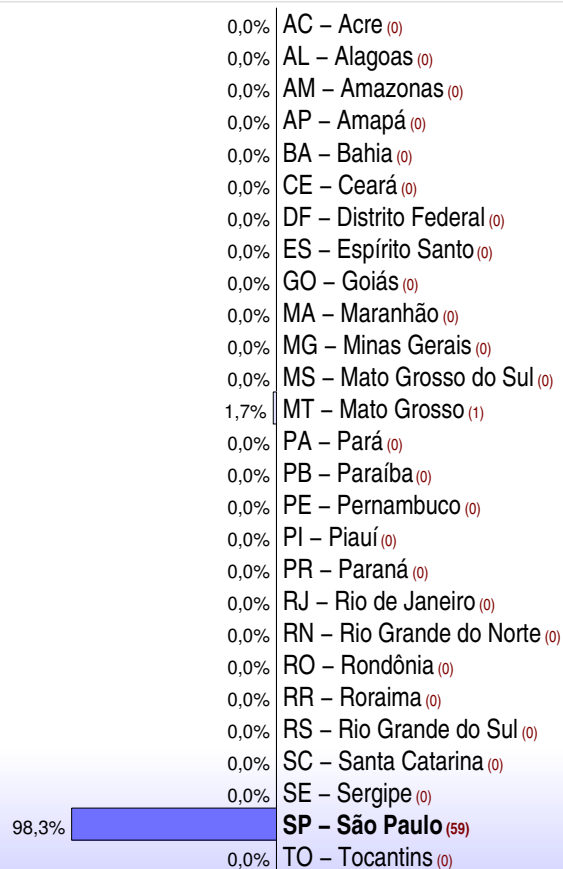 0,0% AC – Acre (0)
0,0% AL – Alagoas (0)
0,0% AM – Amazonas (0)
0,0% AP – Amapá (0)
0,0% BA – Bahia (0)
0,0% CE – Ceará (0)
0,0% DF – Distrito Federal (0)
0,0% ES – Espírito Santo (0)
0,0% GO – Goiás (0)
0,0% MA – Maranhão (0)
0,0% MG – Minas Gerais (0)
0,0% MS – Mato Grosso do Sul (0)
1,7% MT – Mato Grosso (1)
0,0% PA – Pará (0)
0,0% PB – Paraíba (0)
0,0% PE – Pernambuco (0)
0,0% PI – Piauí (0)
0,0% PR – Paraná (0)
0,0% RJ – Rio de Janeiro (0)
0,0% RN – Rio Grande do Norte (0)
0,0% RO – Rondônia (0)
0,0% RR – Roraima (0)
0,0% RS – Rio Grande do Sul (0)
0,0% SC – Santa Catarina (0)
0,0% SE – Sergipe (0)
98,3% SP – São Paulo (59)
0,0% TO – Tocantins (0)